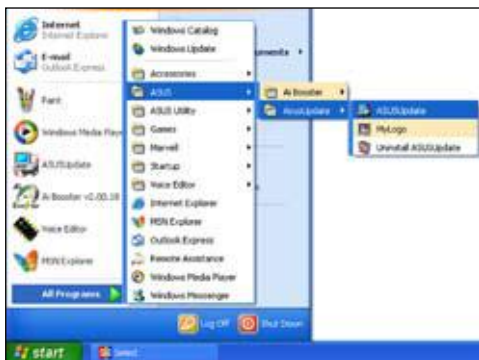 Internet
Internet Explorer
E-mail
Outlook Express
Paint
Windows Media Play
ASUSUpdate
Ai Booster v2.00.18
Voice Editor
MSN Explorer
All Programs
Windows Catalog
Windows Update
Accessories
ASUS
ASUS Utility
Games
Marvell
Startup
Voice Editor
Internet Explorer
MSN Explorer
Outlook Express
Remote Assistance
Windows Media Player
Windows Messenger
cuments
Ai Booster
AsusUpdate
ASUSUpdate
MyLogo
Uninstall ASUSUpdate
Log Off
Shut Down
start